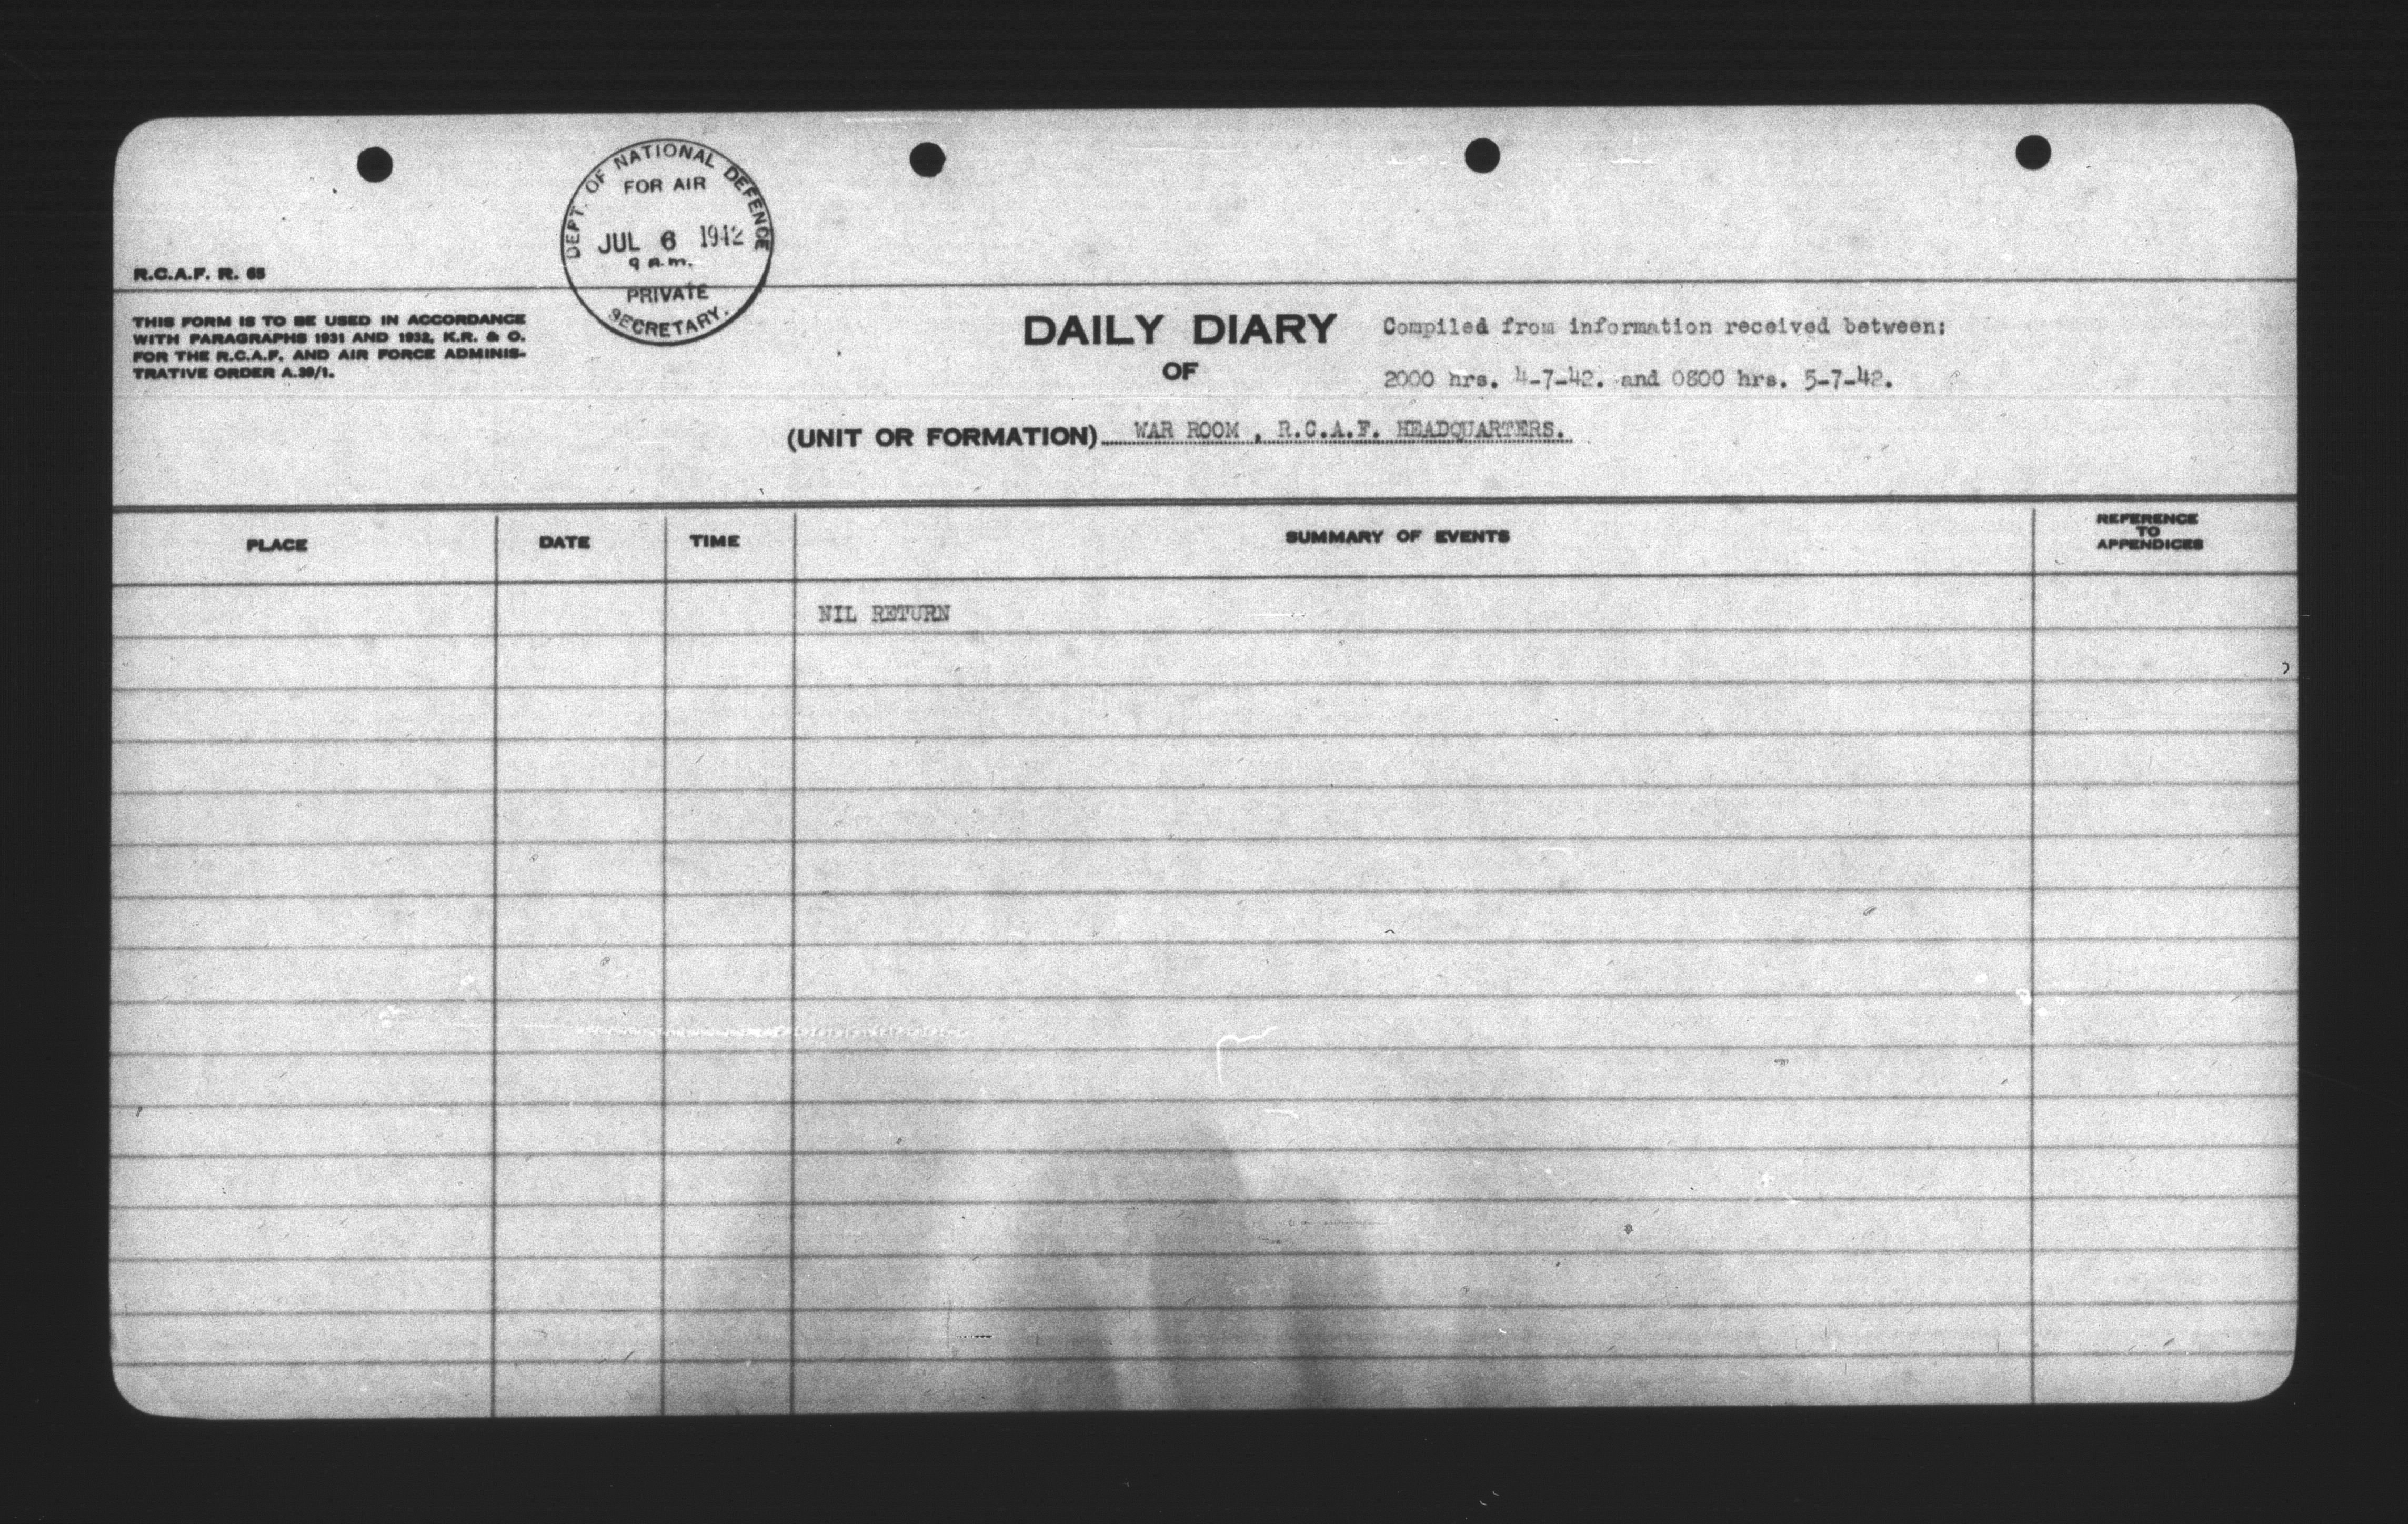 DEPT. OF NATIONAL DEFENCE
FOR AIR
JUL 6 1942
9 a.m.
PRIVATE
SECRETARY.
R.C.A.F. R. 65
THIS FORM IS TO BE USED IN ACCORDANCE
WITH PARAGRAPHS 1931 AND 1932, K.R. & O.
FOR THE R.C.A.F. AND AIR FORCE ADMINIS-
TRATIVE ORDER A.39/1.
DAILY DIARY Compiled from information received between:
OF 2000 hrs. 4-7-42. and 0800 hrs. 5-7-42.
(UNIT OR FORMATION) WAR ROOM , R.C.A.F. HEADQUARTERS.
PLACE DATE TIME SUMMARY OF EVENTS REFERENCE
TO
APPENDICES
NIL RETURN